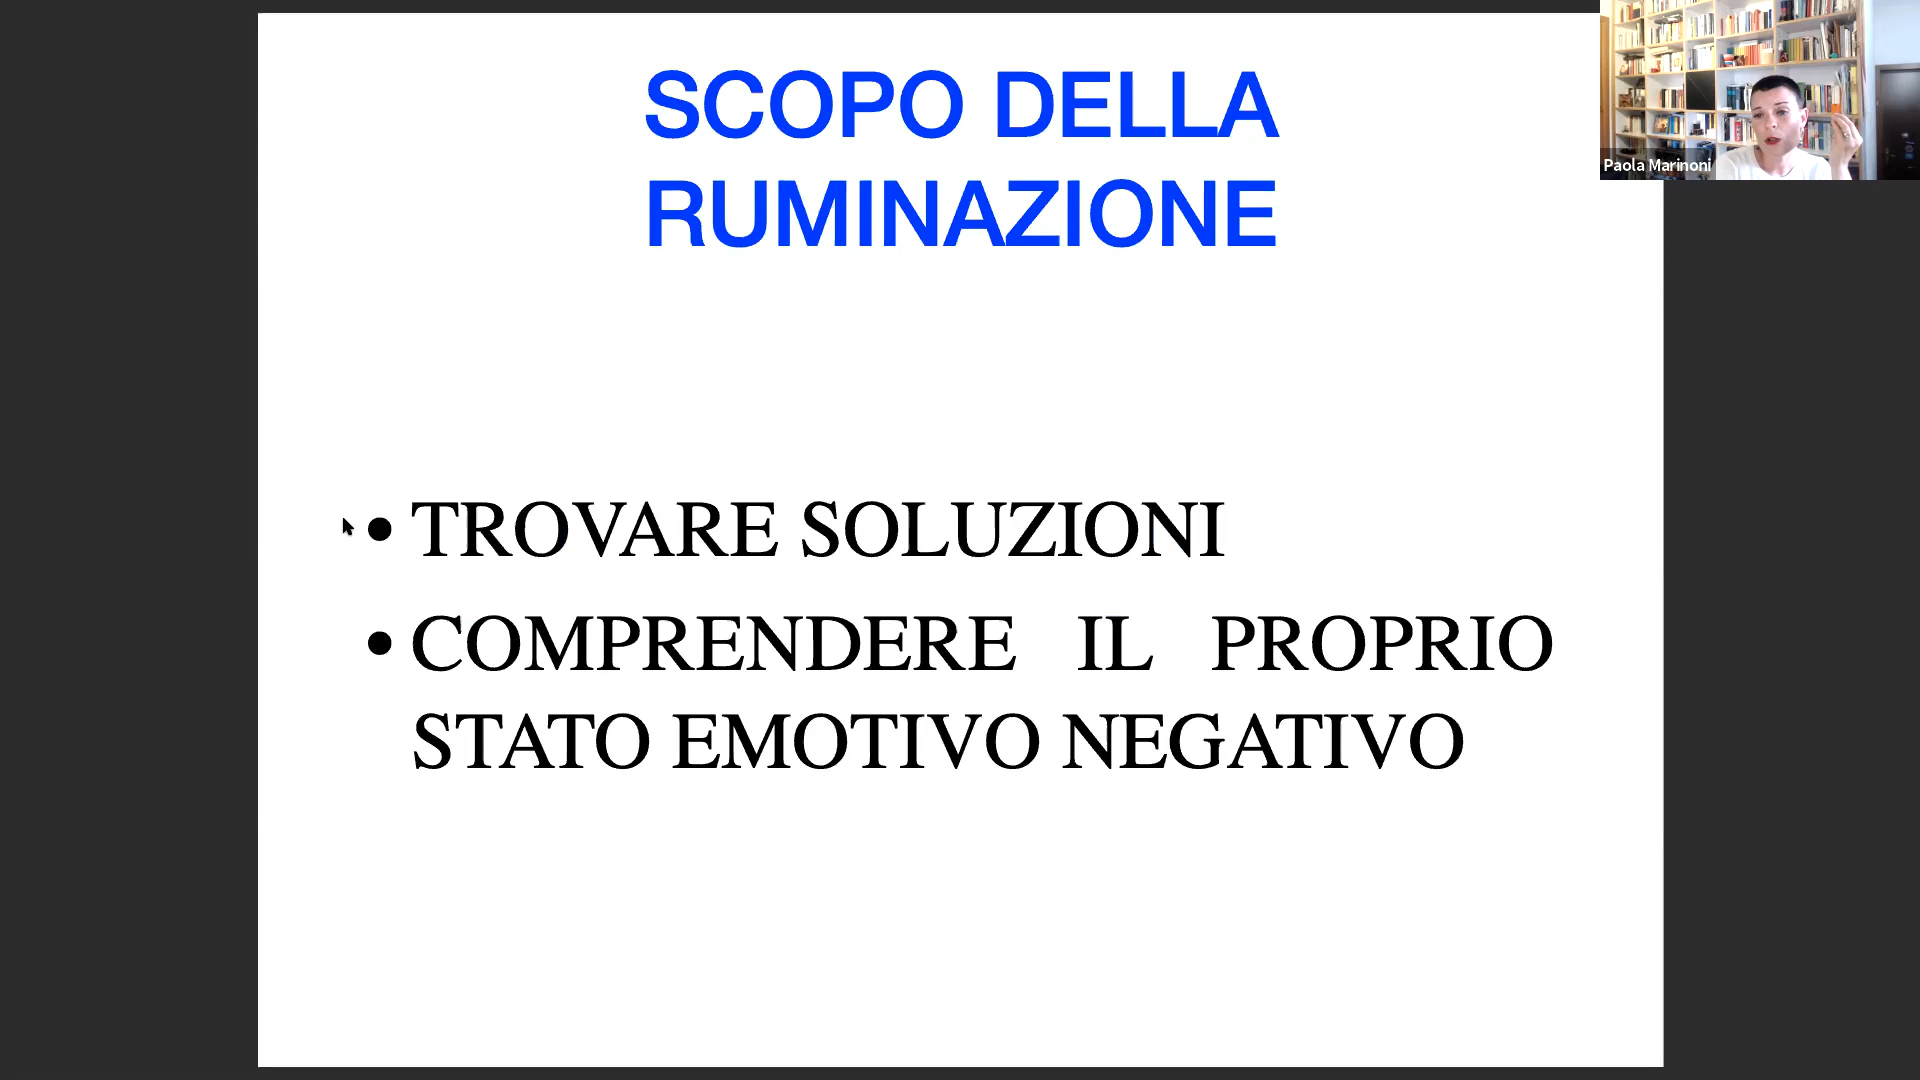 SCOPO DELLA
RUMINAZIONE
Paola Marinoni
• TROVARE SOLUZIONI
• COMPRENDERE IL PROPRIO
STATO EMOTIVO NEGATIVO